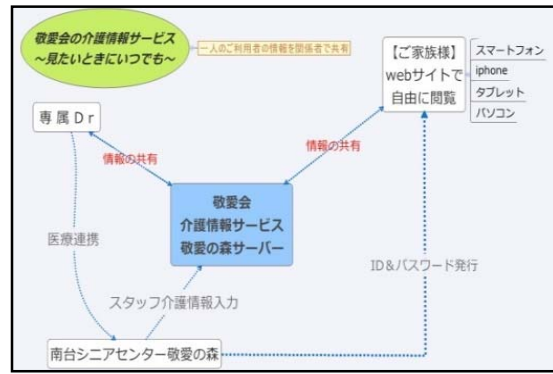 敬愛会の介護情報サービス
～見たいときにいつでも～
一人のご利用者の情報を関係者で共有
【ご家族様】
webサイトで
自由に閲覧
スマートフォン
iphone
タブレット
パソコン
専属Dr
情報の共有
情報の共有
敬愛会
介護情報サービス
敬愛の森サーバー
医療連携
ID&パスワード発行
スタッフ介護情報入力
南台シニアセンター敬愛の森